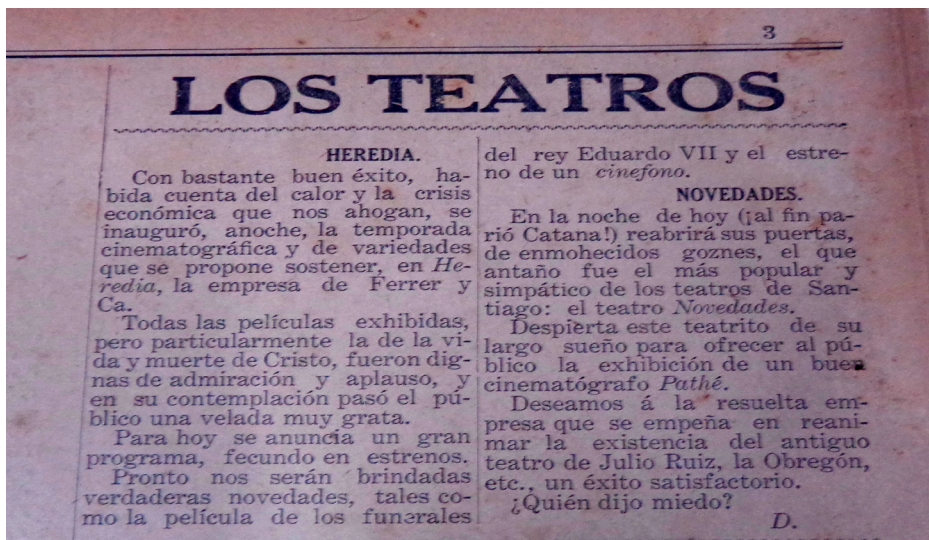 3
LOS TEATROS
HEREDIA.
Con bastante buen éxito, ha-
bida cuenta del calor y la crisis
económica que nos ahogan, se
inauguró, anoche, la temporada
cinematográfica y de variedades
que se propone sostener, en He-
redia, la empresa de Ferrer y
Ca.
Todas las películas exhibidas,
pero particularmente la de la vi-
da y muerte de Cristo, fueron dig-
nas de admiración y aplauso, y
en su contemplación pasó el pú-
blico una velada muy grata.
Para hoy se anuncia un gran
programa, fecundo en estrenos.
Pronto nos serán brindadas
verdaderas novedades, tales co-
mo la película de los funerales
del rey Eduardo VII y el estre-
no de un cinefono.
NOVEDADES.
En la noche de hoy (¡al fin pa-
rió Catana!) reabrirá sus puertas,
de enmohecidos goznes, el que
antaño fue el más popular y
simpático de los teatros de San-
tiago: el teatro Novedades.
Despierta este teatrito de su
largo sueño para ofrecer al pú-
blico la exhibición de un buen
cinematógrafo Pathé.
Deseamos á la resuelta em-
presa que se empeña en reani-
mar la existencia del antiguo
teatro de Julio Ruiz, la Obregón,
etc., un éxito satisfactorio.
¿Quién dijo miedo?
D.